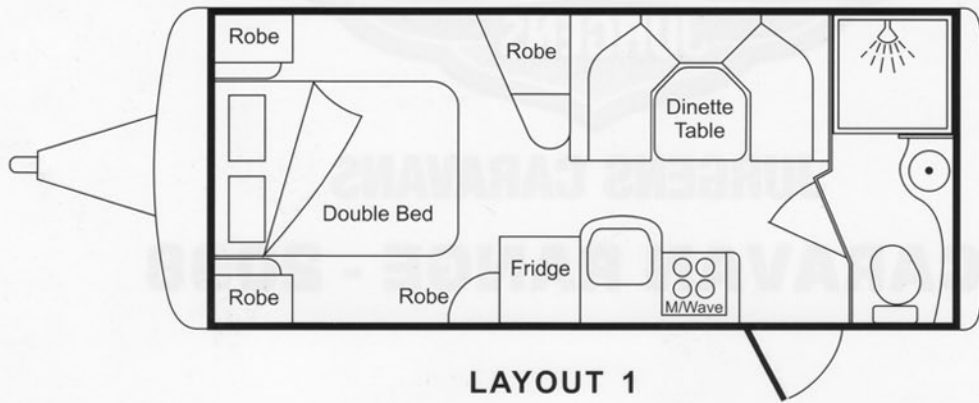 Robe
Robe
Dinette
Table
Double Bed
Fridge
Robe
Robe
M/Wave
LAYOUT 1